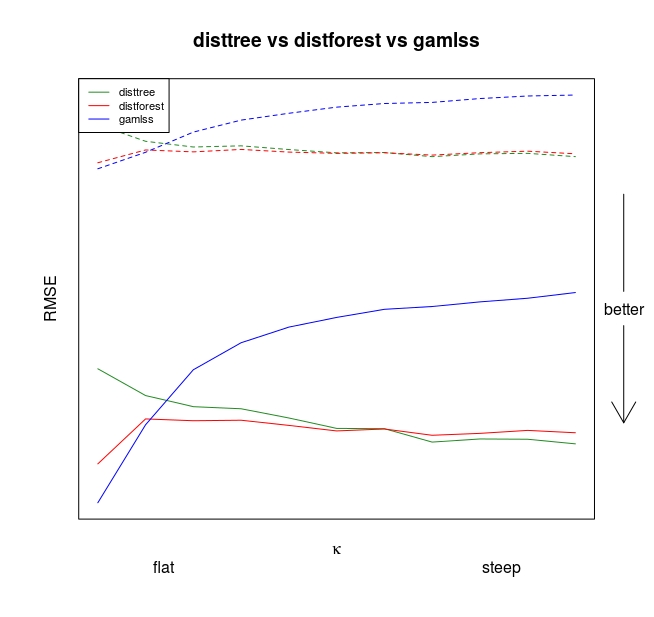 disttree vs distforest vs gamlss
disttree
distforest
gamlss
RMSE
better
κ
flat
steep